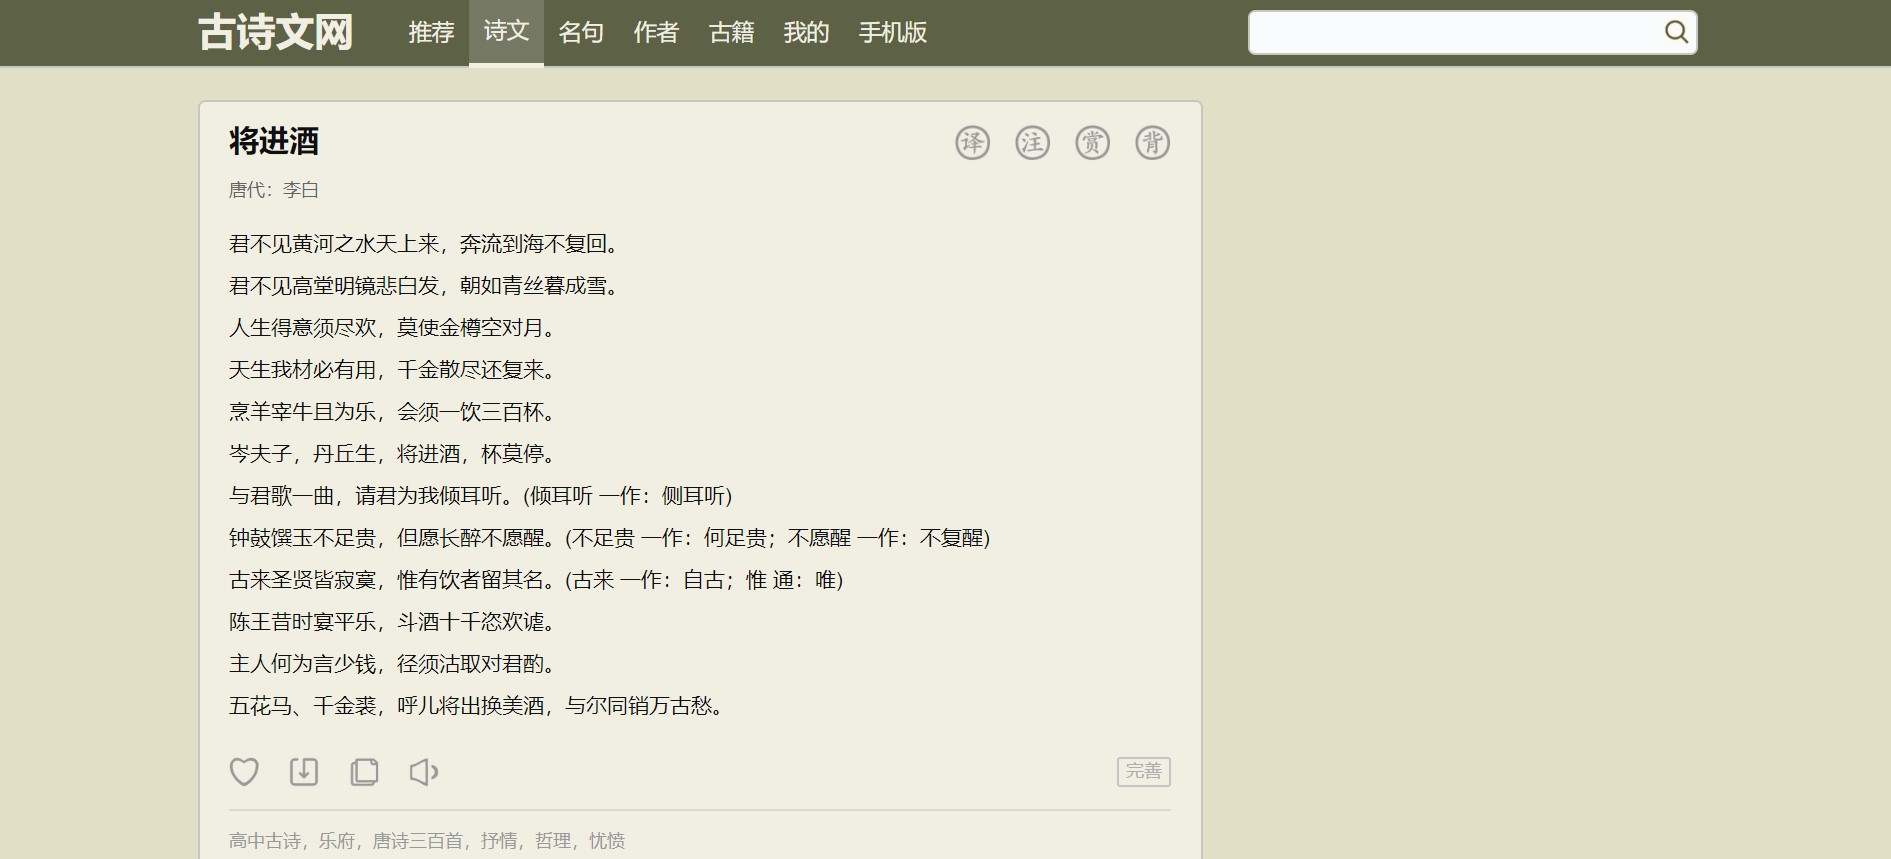 古诗文网 推荐 诗文 名句 作者 古籍 我的 手机版
将进酒 译 注 赏 背
唐代：李白
君不见黄河之水天上来，奔流到海不复回。
君不见高堂明镜悲白发，朝如青丝暮成雪。
人生得意须尽欢，莫使金樽空对月。
天生我材必有用，千金散尽还复来。
烹羊宰牛且为乐，会须一饮三百杯。
岑夫子，丹丘生，将进酒，杯莫停。
与君歌一曲，请君为我倾耳听。(倾耳听 一作：侧耳听)
钟鼓馔玉不足贵，但愿长醉不愿醒。(不足贵 一作：何足贵；不愿醒 一作：不复醒)
古来圣贤皆寂寞，惟有饮者留其名。(古来 一作：自古；惟 通：唯)
陈王昔时宴平乐，斗酒十千恣欢谑。
主人何为言少钱，径须沽取对君酌。
五花马、千金裘，呼儿将出换美酒，与尔同销万古愁。
完善
高中古诗，乐府，唐诗三百首，抒情，哲理，忧愤